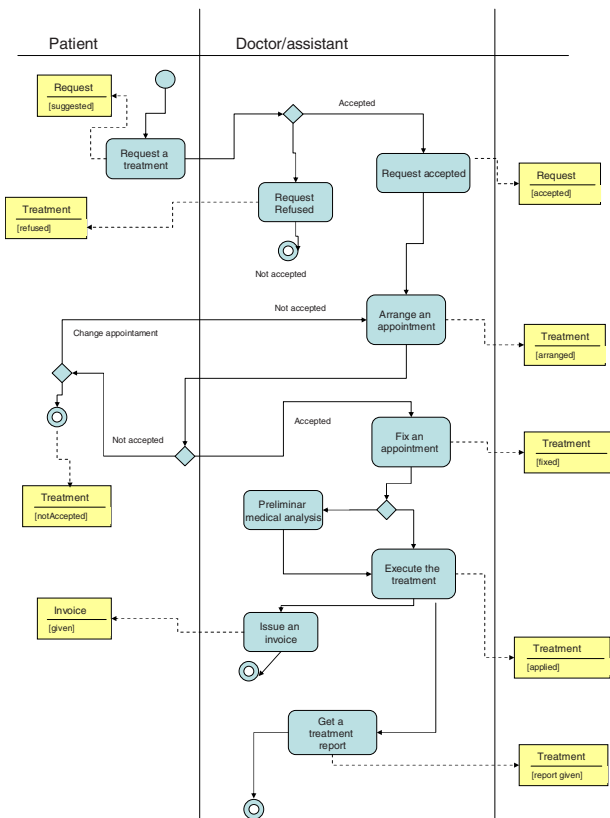 Patient
Doctor/assistant
Request
[suggested]
Accepted
Request a
treatment
Request accepted
Request
[accepted]
Request
Refused
Treatment
[refused]
Not accepted
Not accepted
Change appointament
Arrange an
appointment
Treatment
[arranged]
Not accepted
Accepted
Fix an
appointment
Treatment
[fixed]
Treatment
[notAccepted]
Preliminar
medical analysis
Execute the
treatment
Invoice
[given]
Issue an
invoice
Treatment
[applied]
Get a
treatment
report
Treatment
[report given]